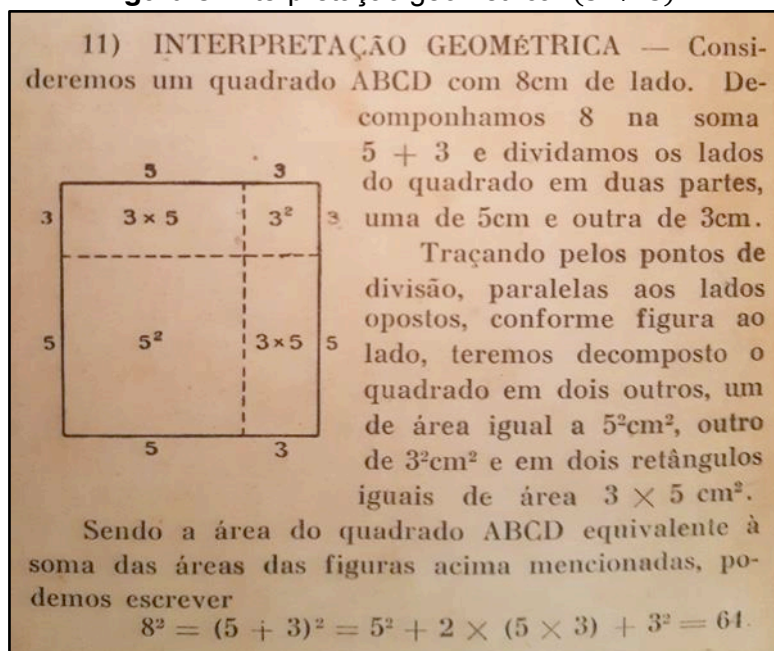 11) INTERPRETAÇÃO GEOMÉTRICA — Consi-
deremos um quadrado ABCD com 8cm de lado. De-
componhamos 8 na soma
5 + 3 e dividamos os lados
do quadrado em duas partes,
uma de 5cm e outra de 3cm.
Traçando pelos pontos de
divisão, paralelas aos lados
opostos, conforme figura ao
lado, teremos decomposto o
quadrado em dois outros, um
de área igual a 5²cm², outro
de 3²cm² e em dois retângulos
iguais de área 3 × 5 cm².
5 3
3 3 × 5 3² 3
5 5² 3 × 5 5
5 3
Sendo a área do quadrado ABCD equivalente à
soma das áreas das figuras acima mencionadas, po-
demos escrever
8² = (5 + 3)² = 5² + 2 × (5 × 3) + 3² = 64.